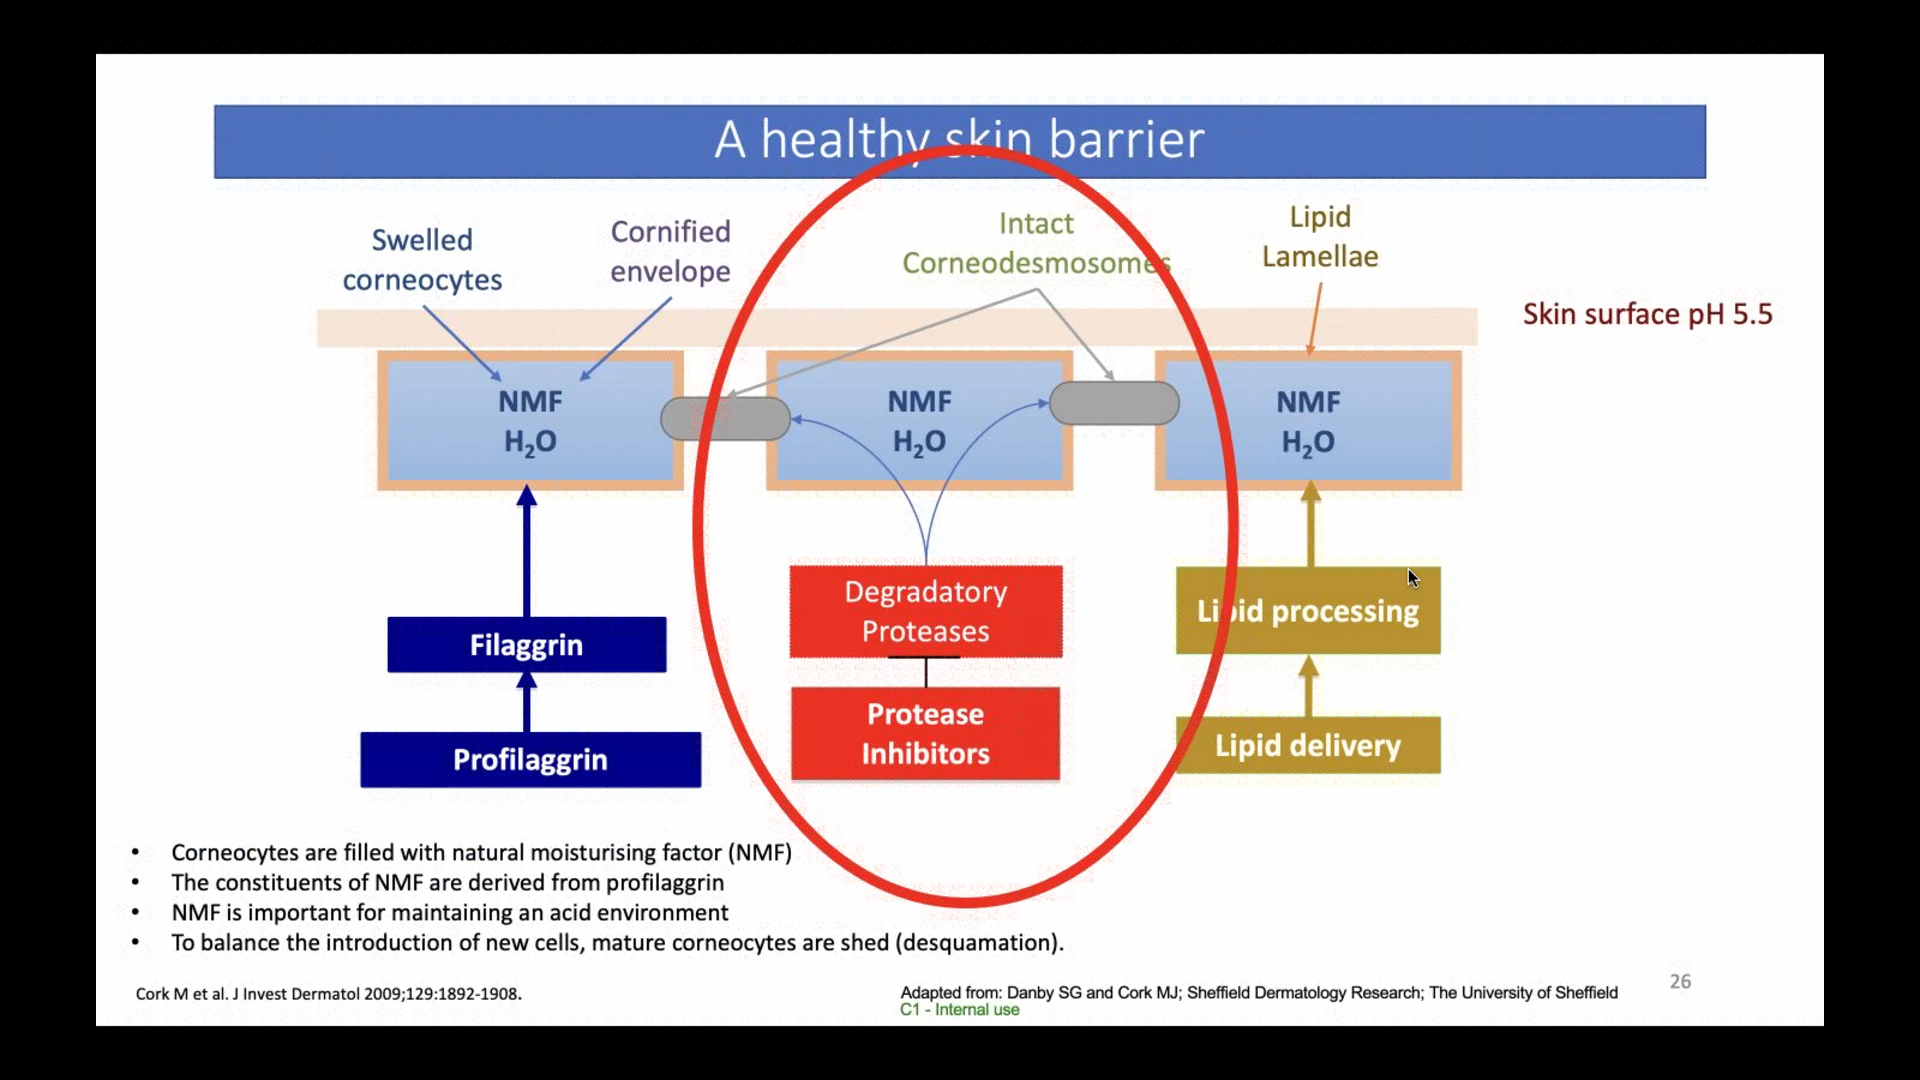 A healthy skin barrier
Swelled
corneocytes
Cornified
envelope
Intact
Corneodesmosomes
Lipid
Lamellae
Skin surface pH 5.5
NMF
H₂O
NMF
H₂O
NMF
H₂O
Filaggrin
Profilaggrin
Degradatory
Proteases
Protease
Inhibitors
Lipid processing
Lipid delivery
• Corneocytes are filled with natural moisturising factor (NMF)
• The constituents of NMF are derived from profilaggrin
• NMF is important for maintaining an acid environment
• To balance the introduction of new cells, mature corneocytes are shed (desquamation).
Cork M et al. J Invest Dermatol 2009;129:1892-1908.
Adapted from: Danby SG and Cork MJ; Sheffield Dermatology Research; The University of Sheffield
C1 - Internal use
26